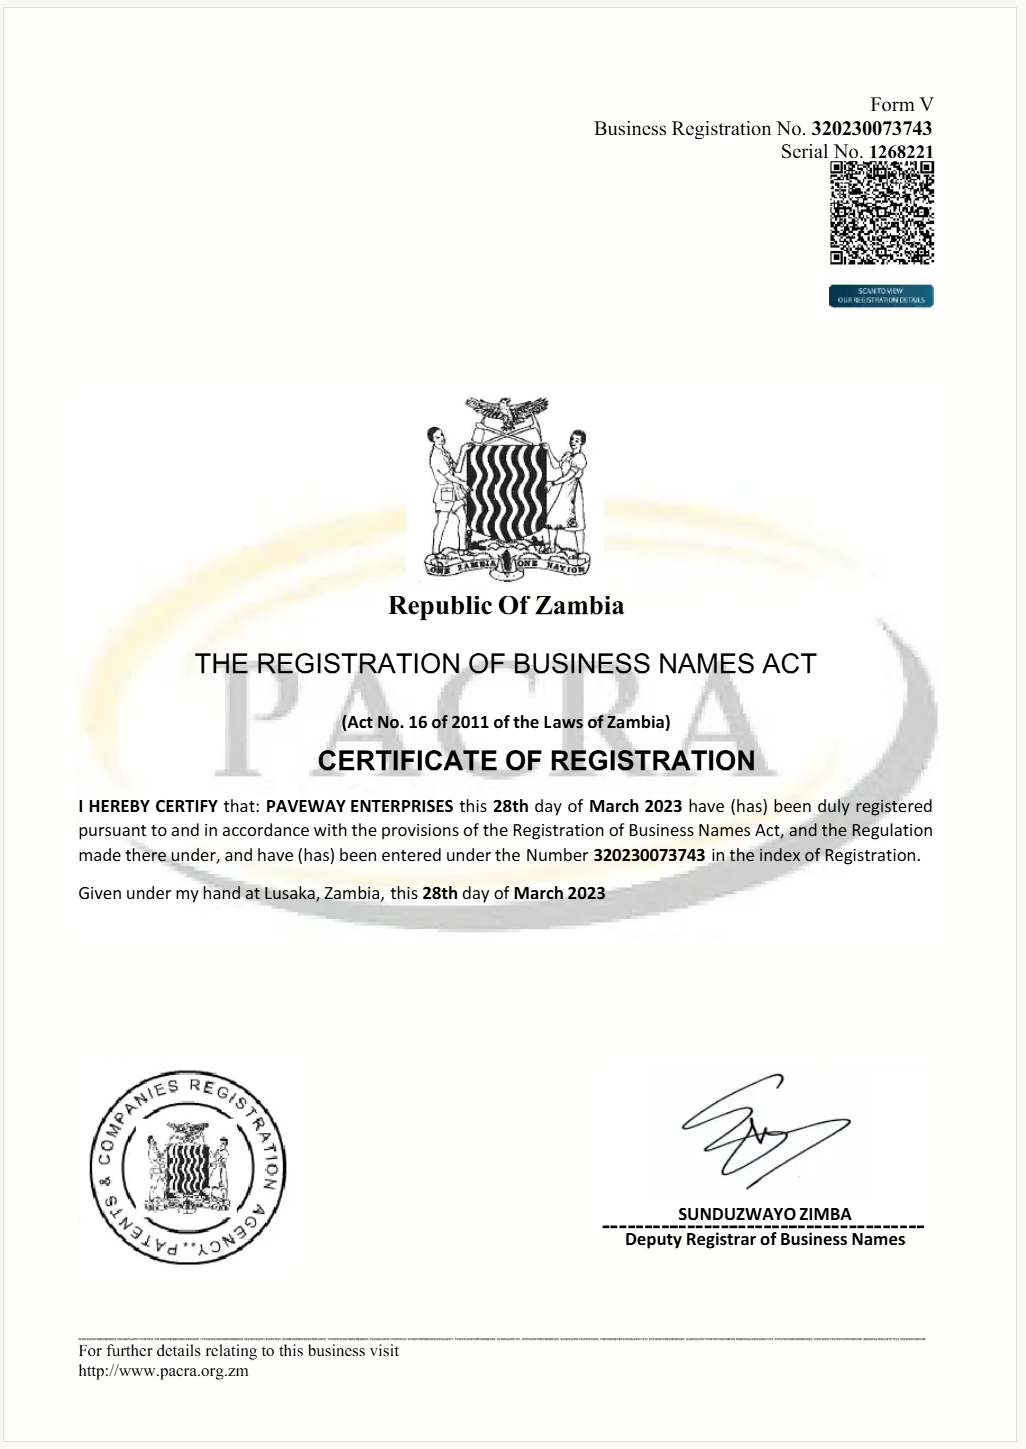 Form V
Business Registration No. 320230073743
Serial No. 1268221
SCAN TO VIEW
OUR REGISTRATION DETAILS
ONE ZAMBIA ONE NATION
Republic Of Zambia
PACRA
THE REGISTRATION OF BUSINESS NAMES ACT
(Act No. 16 of 2011 of the Laws of Zambia)
CERTIFICATE OF REGISTRATION
I HEREBY CERTIFY that: PAVEWAY ENTERPRISES this 28th day of March 2023 have (has) been duly registered
pursuant to and in accordance with the provisions of the Registration of Business Names Act, and the Regulation
made there under, and have (has) been entered under the Number 320230073743 in the index of Registration.
Given under my hand at Lusaka, Zambia, this 28th day of March 2023
PATENTS & COMPANIES REGISTRATION AGENCY**
SUNDUZWAYO ZIMBA
Deputy Registrar of Business Names
For further details relating to this business visit
http://www.pacra.org.zm